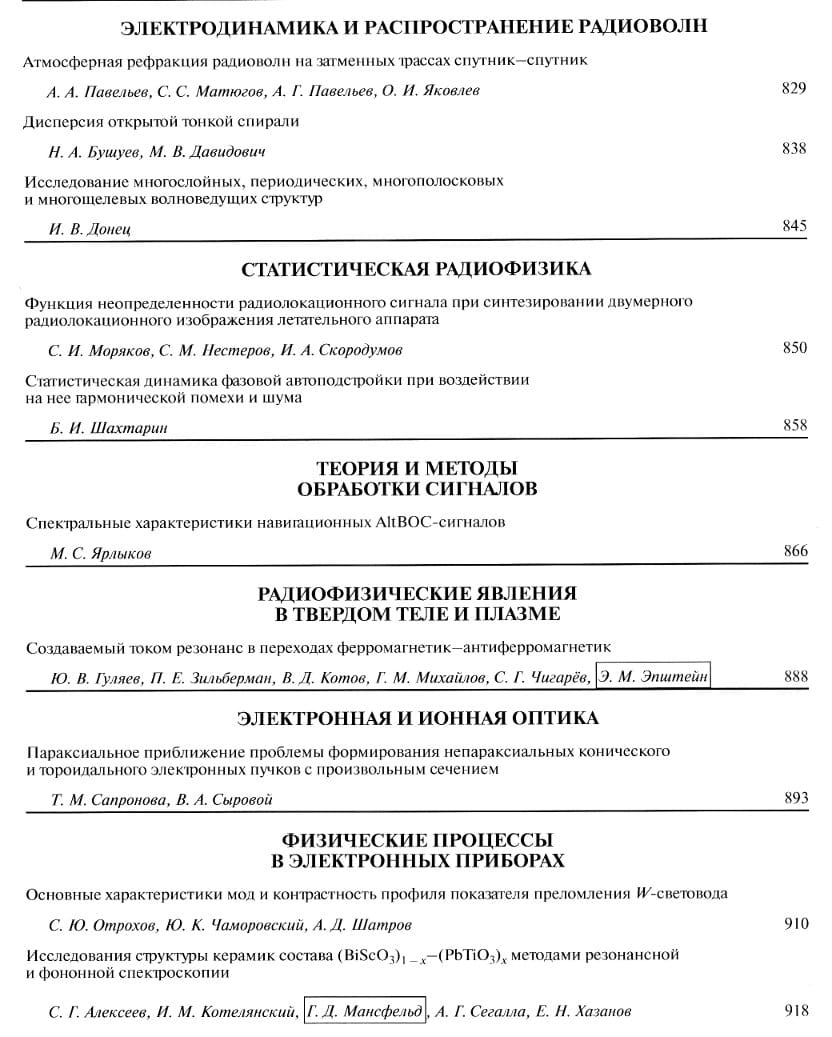 ЭЛЕКТРОДИНАМИКА И РАСПРОСТРАНЕНИЕ РАДИОВОЛН
Атмосферная рефракция радиоволн на затменных трассах спутник–спутник
А. А. Павельев, С. С. Матюгов, А. Г. Павельев, О. И. Яковлев 829
Дисперсия открытой тонкой спирали
Н. А. Бушуев, М. В. Давидович 838
Исследование многослойных, периодических, многополосковых
и многощелевых волноведущих структур
И. В. Донец 845
СТАТИСТИЧЕСКАЯ РАДИОФИЗИКА
Функция неопределенности радиолокационного сигнала при синтезировании двумерного
радиолокационного изображения летательного аппарата
С. И. Моряков, С. М. Нестеров, И. А. Скородумов 850
Статистическая динамика фазовой автоподстройки при воздействии
на нее гармонической помехи и шума
Б. И. Шахтарин 858
ТЕОРИЯ И МЕТОДЫ
ОБРАБОТКИ СИГНАЛОВ
Спектральные характеристики навигационных AltBOC-сигналов
М. С. Ярлыков 866
РАДИОФИЗИЧЕСКИЕ ЯВЛЕНИЯ
В ТВЕРДОМ ТЕЛЕ И ПЛАЗМЕ
Создаваемый током резонанс в переходах ферромагнетик–антиферромагнетик
Ю. В. Гуляев, П. Е. Зильберман, В. Д. Котов, Г. М. Михайлов, С. Г. Чигарёв, Э. М. Эпштейн 888
ЭЛЕКТРОННАЯ И ИОННАЯ ОПТИКА
Параксиальное приближение проблемы формирования непараксиальных конического
и тороидального электронных пучков с произвольным сечением
Т. М. Сапронова, В. А. Сыровой 893
ФИЗИЧЕСКИЕ ПРОЦЕССЫ
В ЭЛЕКТРОННЫХ ПРИБОРАХ
Основные характеристики мод и контрастность профиля показателя преломления W-световода
С. Ю. Отрохов, Ю. К. Чаморовский, А. Д. Шатров 910
Исследования структуры керамик состава (BiScO₃)₁ ₋ ₓ–(PbTiO₃)ₓ методами резонансной
и фононной спектроскопии
С. Г. Алексеев, И. М. Котелянский, Г. Д. Мансфельд, А. Г. Сегалла, Е. Н. Хазанов 918